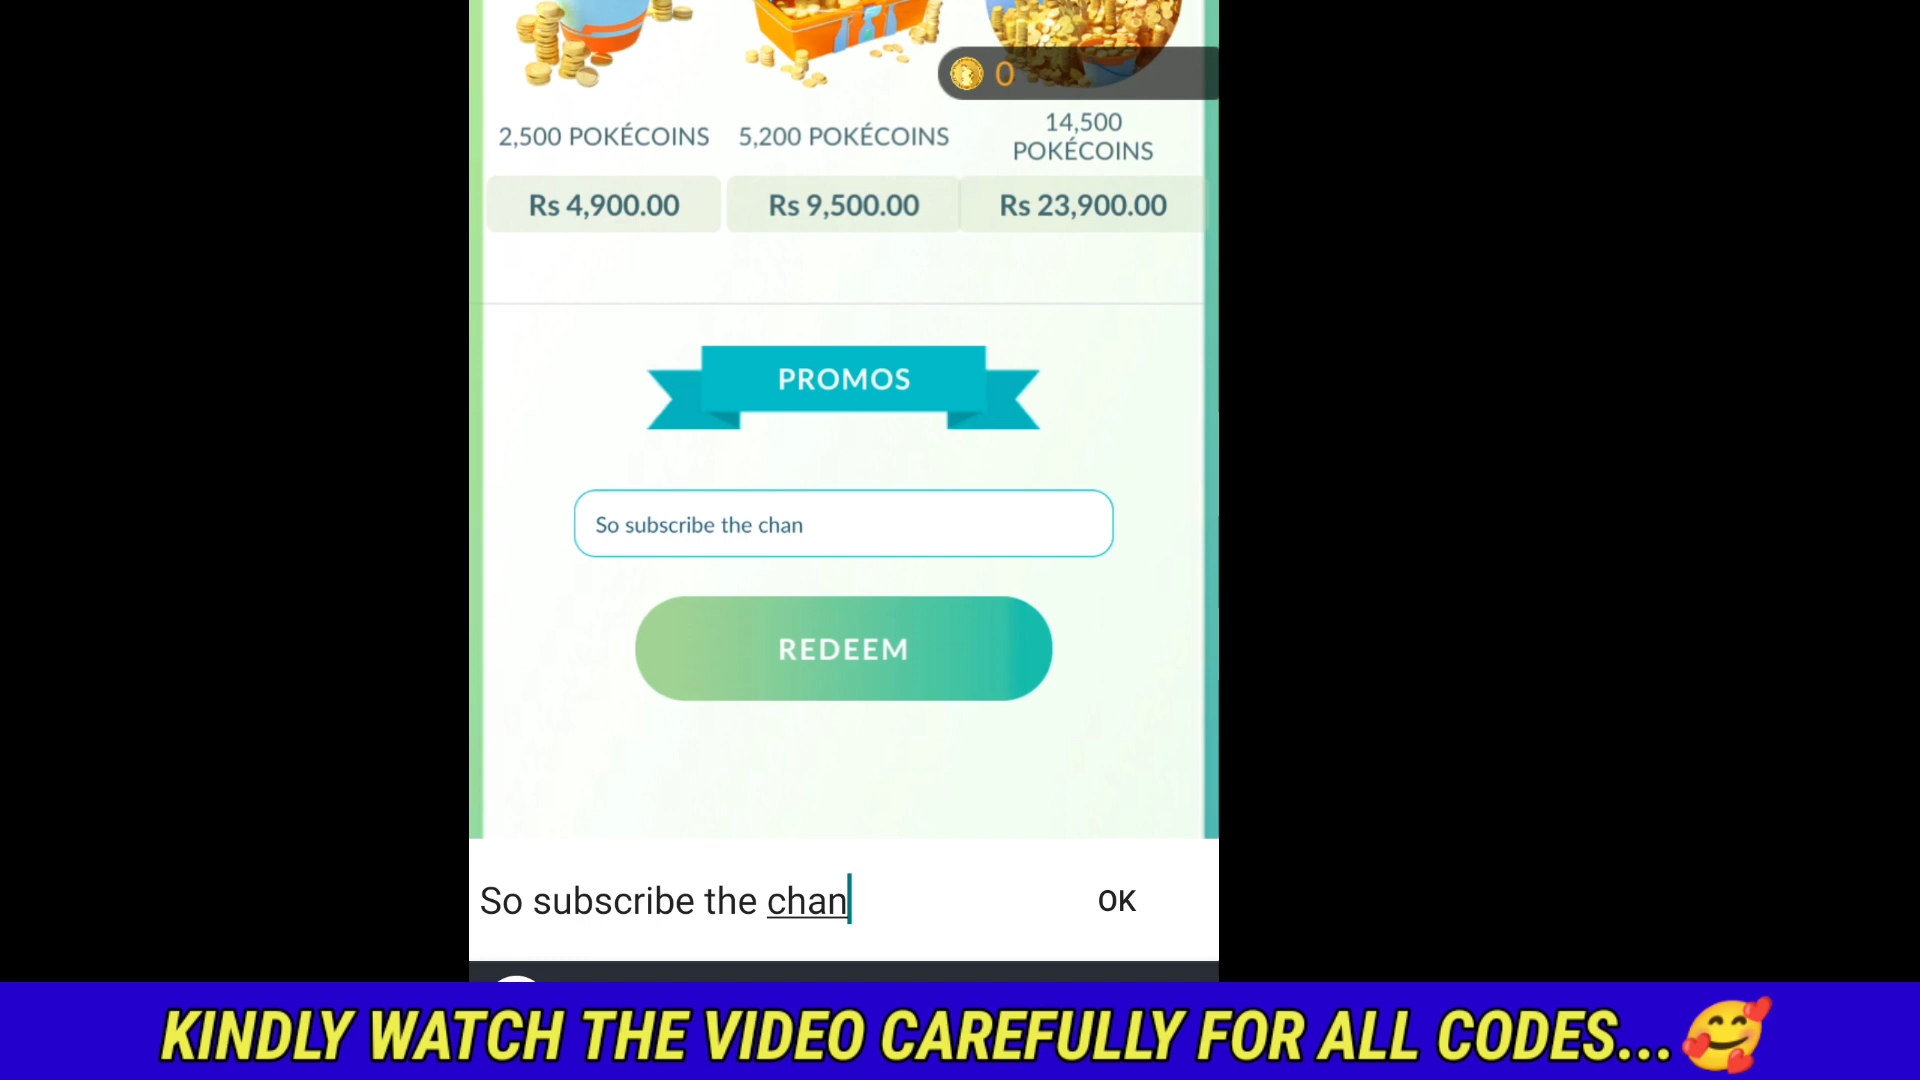 0
2,500 POKÉCOINS
5,200 POKÉCOINS
14,500
POKÉCOINS
Rs 4,900.00
Rs 9,500.00
Rs 23,900.00
PROMOS
So subscribe the chan
REDEEM
So subscribe the chan
OK
KINDLY WATCH THE VIDEO CAREFULLY FOR ALL CODES...🥰